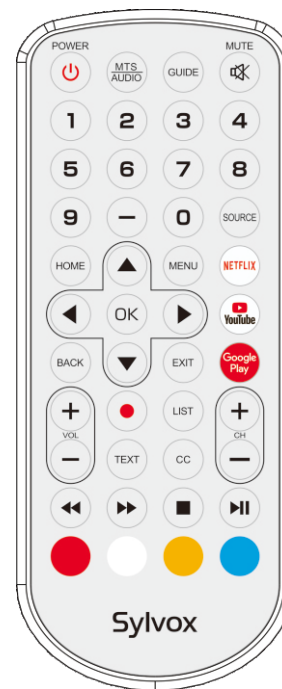 POWER
MUTE
MTS
AUDIO
GUIDE
1 2 3 4
5 6 7 8
9 – 0 SOURCE
HOME
MENU
NETFLIX
OK
YouTube
BACK
EXIT
Google
Play
+
LIST
+
VOL
CH
–
TEXT
CC
–
Sylvox